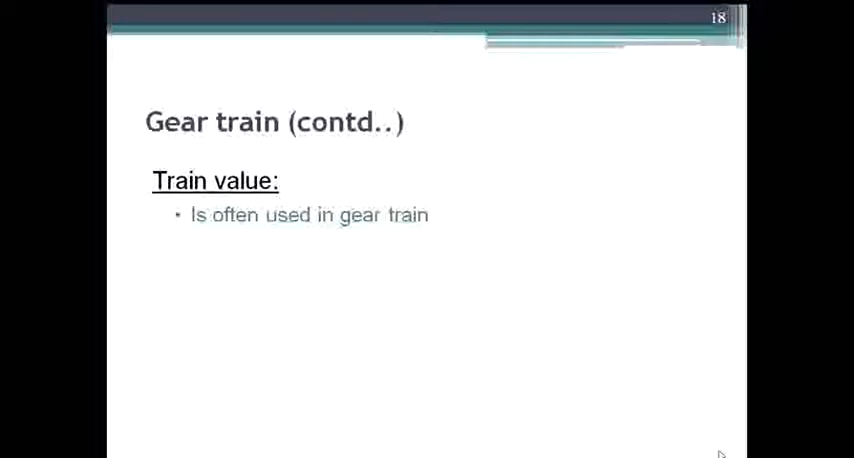 18
Gear train (contd..)
Train value:
• Is often used in gear train